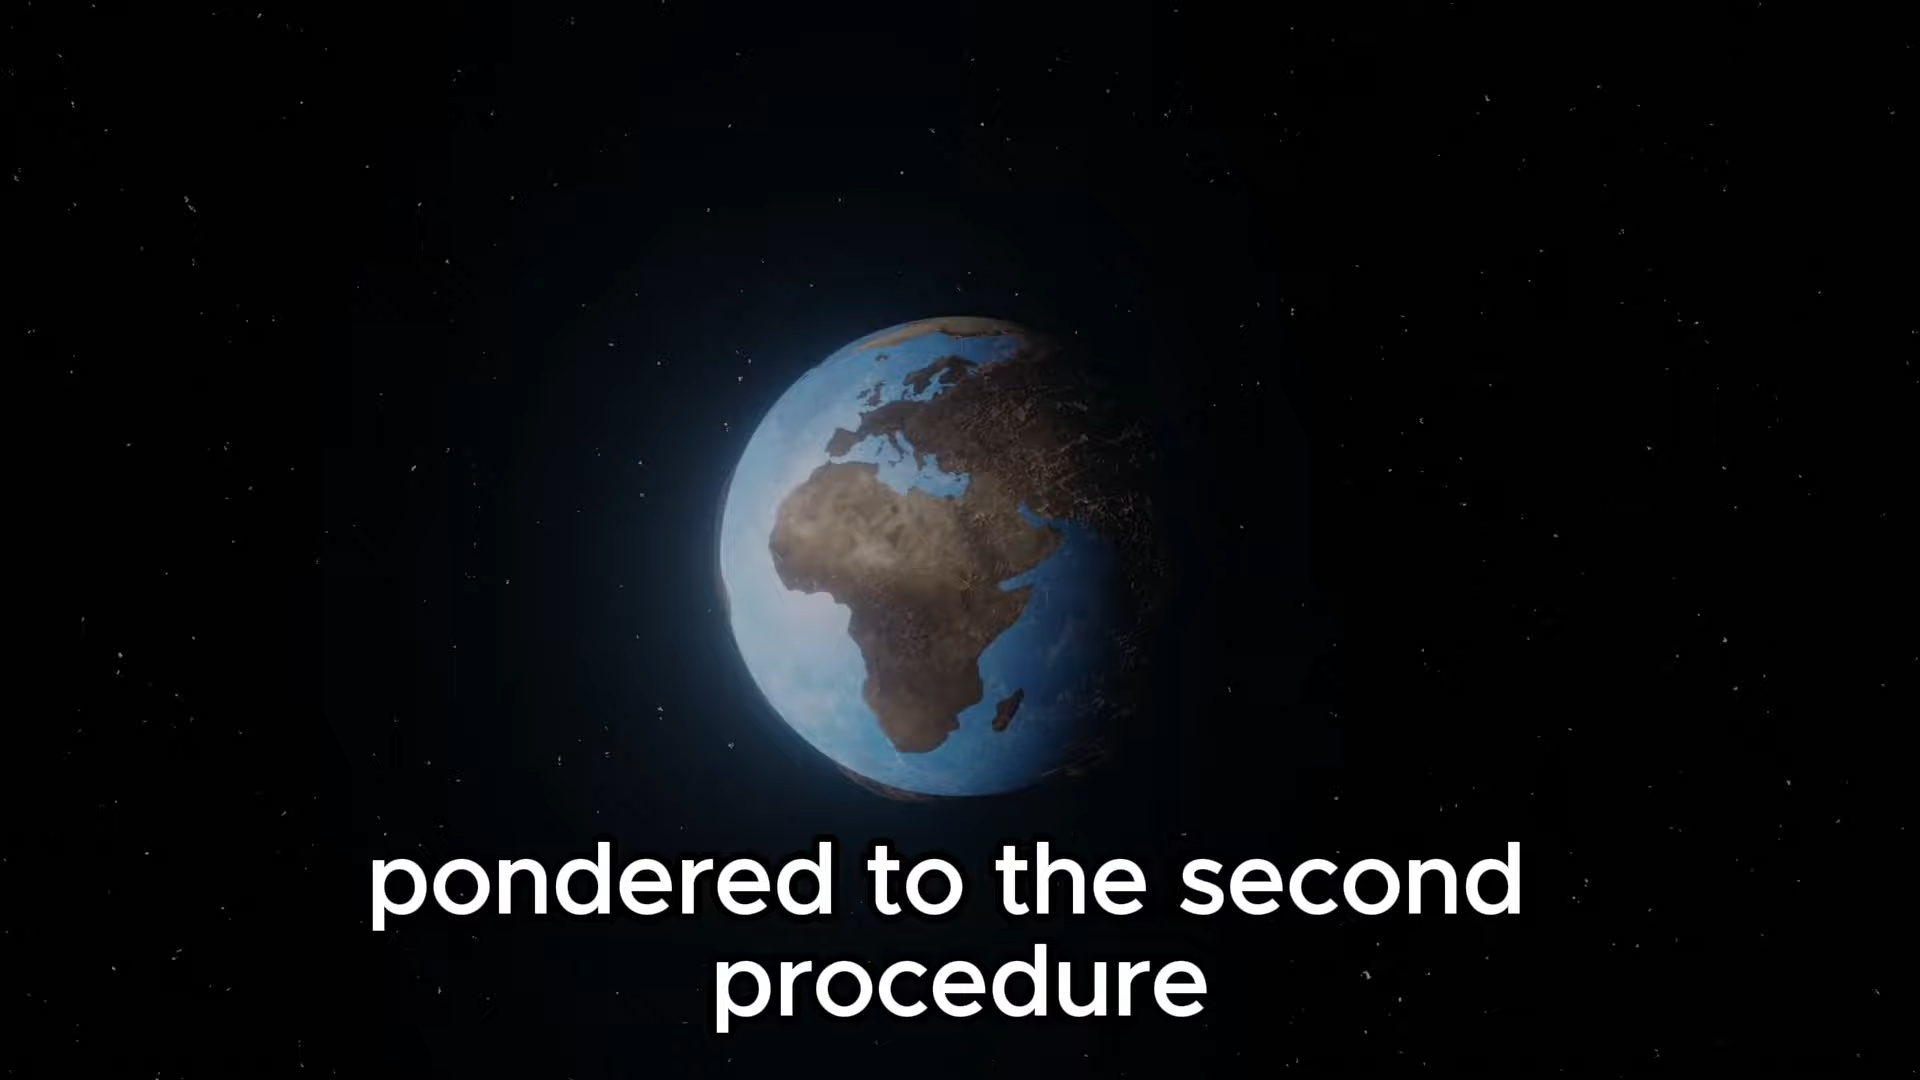 pondered to the second
procedure